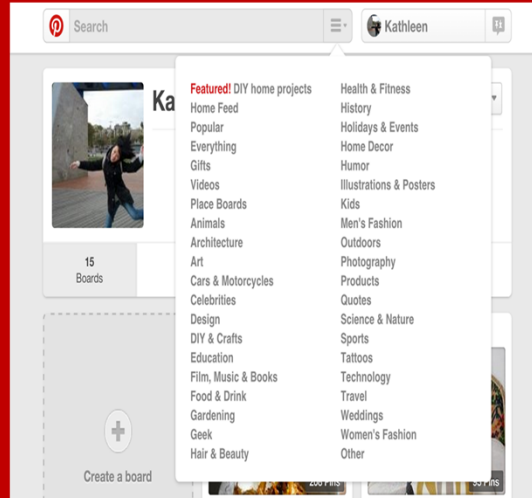 Search
Kathleen
Ka
15
Boards
Create a board
Featured! DIY home projects
Home Feed
Popular
Everything
Gifts
Videos
Place Boards
Animals
Architecture
Art
Cars & Motorcycles
Celebrities
Design
DIY & Crafts
Education
Film, Music & Books
Food & Drink
Gardening
Geek
Hair & Beauty
Health & Fitness
History
Holidays & Events
Home Decor
Humor
Illustrations & Posters
Kids
Men's Fashion
Outdoors
Photography
Products
Quotes
Science & Nature
Sports
Tattoos
Technology
Travel
Weddings
Women's Fashion
Other
Pins
Pins